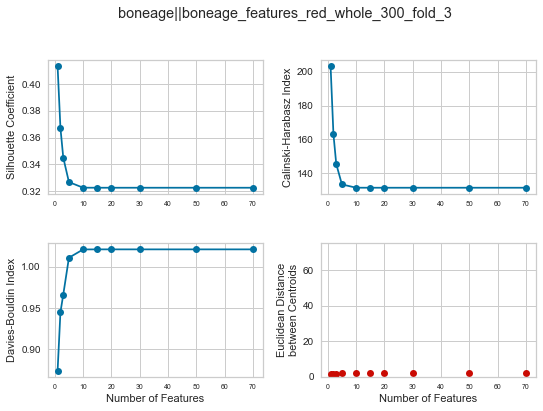 boneage||boneage_features_red_whole_300_fold_3
Silhouette Coefficient
0.40
0.38
0.36
0.34
0.32
0 10 20 30 40 50 60 70
Calinski-Harabasz Index
200
180
160
140
0 10 20 30 40 50 60 70
Davies-Bouldin Index
1.00
0.95
0.90
0 10 20 30 40 50 60 70
Number of Features
Euclidean Distance
between Centroids
60
40
20
0
0 10 20 30 40 50 60 70
Number of Features